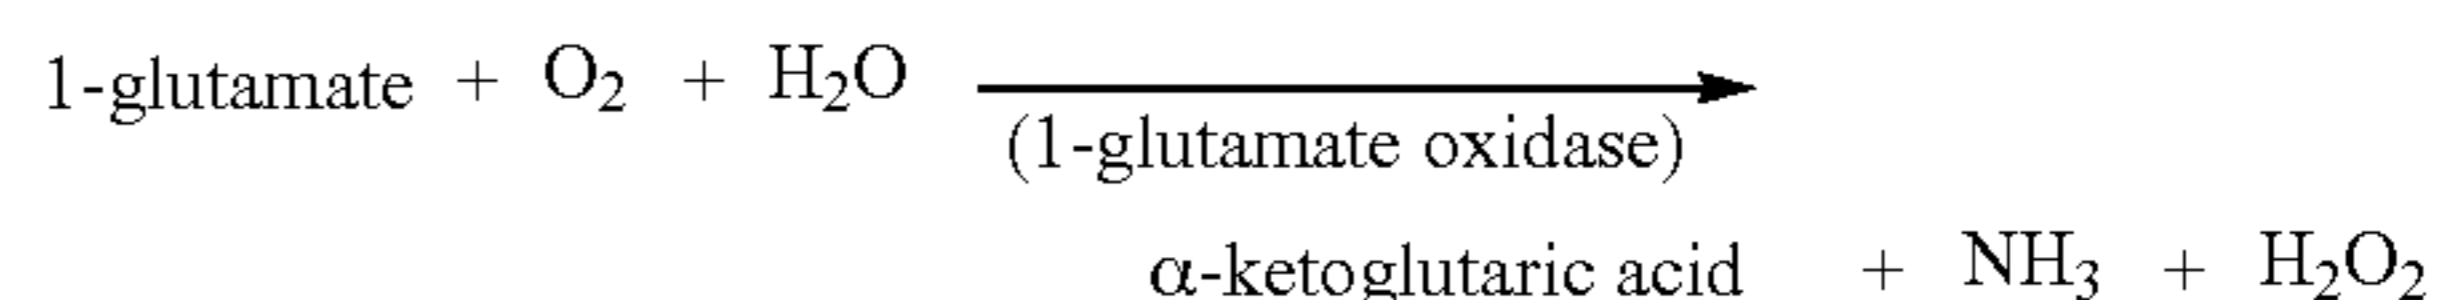 1-glutamate + O₂ + H₂O ⟶
(1-glutamate oxidase)
α-ketoglutaric acid + NH₃ + H₂O₂